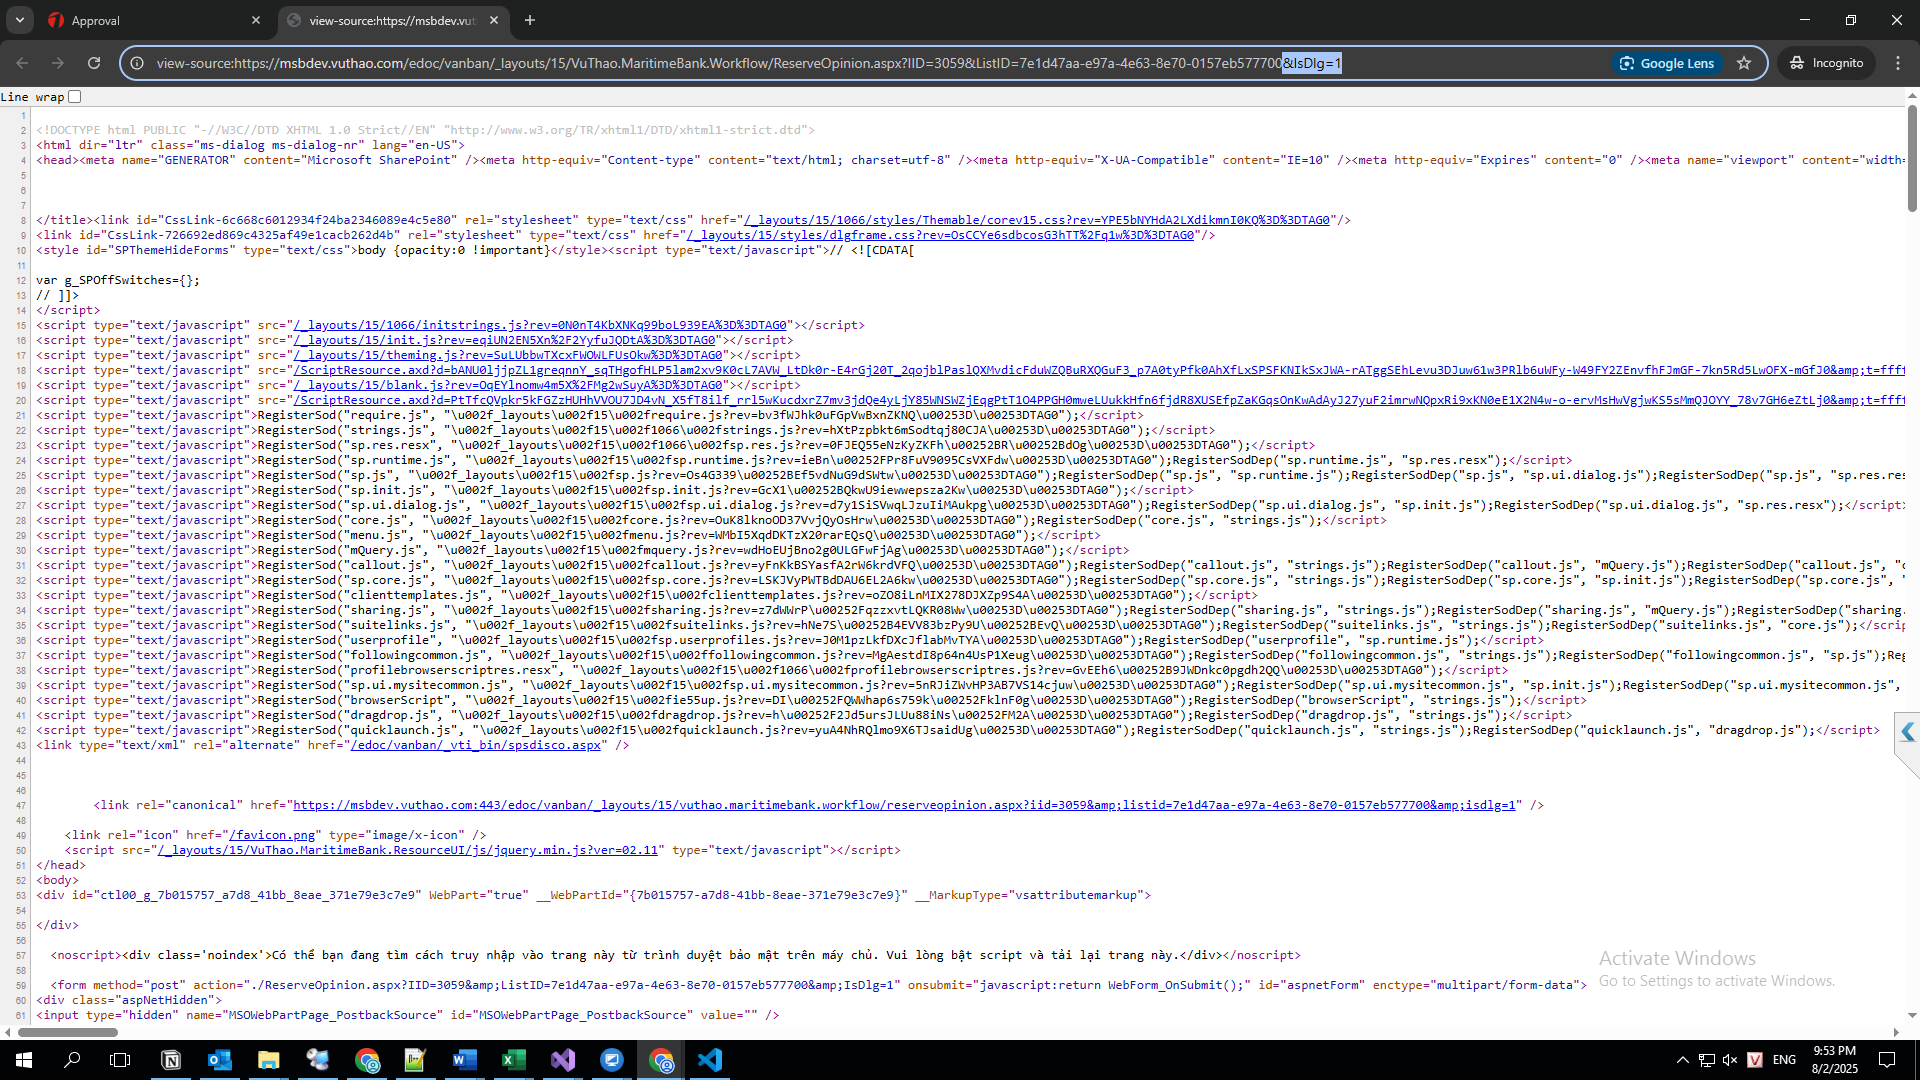 Approval
view-source:https://msbdev.vut
view-source:https://msbdev.vuthao.com/edoc/vanban/_layouts/15/VuThao.MaritimeBank.Workflow/ReserveOpinion.aspx?IID=3059&ListID=7e1d47aa-e97a-4e63-8e70-0157eb577700&IsDlg=1
Google Lens
Incognito
Line wrap
1
2 <!DOCTYPE html PUBLIC "-//W3C//DTD XHTML 1.0 Strict//EN" "http://www.w3.org/TR/xhtml1/DTD/xhtml1-strict.dtd">
3 <html dir="ltr" class="ms-dialog ms-dialog-nr" lang="en-US">
4 <head><meta name="GENERATOR" content="Microsoft SharePoint" /><meta http-equiv="Content-type" content="text/html; charset=utf-8" /><meta http-equiv="X-UA-Compatible" content="IE=10" /><meta http-equiv="Expires" content="0" /><meta name="viewport" content="width=
5
6
7
8 </title><link id="CssLink-6c668c6012934f24ba2346089e4c5e80" rel="stylesheet" type="text/css" href="/_layouts/15/1066/styles/Themable/corev15.css?rev=YPE5bNYHdA2LXdikmnI0KQ%3D%3DTAG0"/>
9 <link id="CssLink-726692ed869c4325af49e1cacb262d4b" rel="stylesheet" type="text/css" href="/_layouts/15/styles/dlgframe.css?rev=OsCCYe6sdbcosG3hTT%2Fq1w%3D%3DTAG0"/>
10 <style id="SPThemeHideForms" type="text/css">body {opacity:0 !important}</style><script type="text/javascript">// <![CDATA[
11
12 var g_SPOffSwitches={};
13 // ]]>
14 </script>
15 <script type="text/javascript" src="/_layouts/15/1066/initstrings.js?rev=0N0nT4KbXNKq99boL939EA%3D%3DTAG0"></script>
16 <script type="text/javascript" src="/_layouts/15/init.js?rev=eqiUN2EN5Xn%2F2YyfuJQDtA%3D%3DTAG0"></script>
17 <script type="text/javascript" src="/_layouts/15/theming.js?rev=SuLUbbwTXcxFWOWLFUsOkw%3D%3DTAG0"></script>
18 <script type="text/javascript" src="/ScriptResource.axd?d=bANU0ljjpZL1greqnnY_sqTHgofHLP5lam2xv9K0cL7AVW_LtDk0r-E4rGj20T_2qojblPaslQXMvdicFduWZQBuRXQGuF3_p7A0tyPfk0AhXfLxSPSFKNIkSxJWA-rATggSEhLevu3DJuw61w3PRlb6uWFy-W49FY2ZEnvfhFJmGF-7kn5Rd5LwOFX-mGfJ0&amp;t=ffff
19 <script type="text/javascript" src="/_layouts/15/blank.js?rev=OqEYlnomw4m5X%2FMg2wSuyA%3D%3DTAG0"></script>
20 <script type="text/javascript" src="/ScriptResource.axd?d=PtTfcQVpkr5kFGZzHUHhVVOU7JD4vN_X5fT8ilf_rrl5wKucdxrZ7mv3jdQe4yLjY85WNSWZjEqgPtT1O4PPGH0mweLUukkHfn6fjdR8XUSEfpZaKGqsOnKwAdAyJ27yuF2imrwNQpxRi9xKN0eE1X2N4w-o-ervMsHwVgjwKS5sMmQJOYY_78v7GH6eZtLj0&amp;t=ffff
21 <script type="text/javascript">RegisterSod("require.js", "\u002f_layouts\u002f15\u002frequire.js?rev=bv3fWJhk0uFGpVwBxnZKNQ\u00253D\u00253DTAG0");</script>
22 <script type="text/javascript">RegisterSod("strings.js", "\u002f_layouts\u002f15\u002f1066\u002fstrings.js?rev=hXtPzpbkt6mSodtqj80CJA\u00253D\u00253DTAG0");</script>
23 <script type="text/javascript">RegisterSod("sp.res.resx", "\u002f_layouts\u002f15\u002f1066\u002fsp.res.js?rev=0FJEQ55eNzKyZKFh\u00252BR\u00252BdOg\u00253D\u00253DTAG0");</script>
24 <script type="text/javascript">RegisterSod("sp.runtime.js", "\u002f_layouts\u002f15\u002fsp.runtime.js?rev=ieBn\u00252FPr8FuV9095CsVXFdw\u00253D\u00253DTAG0");RegisterSodDep("sp.runtime.js", "sp.res.resx");</script>
25 <script type="text/javascript">RegisterSod("sp.js", "\u002f_layouts\u002f15\u002fsp.js?rev=Os4G339\u00252BEf5vdNuG9dSWtw\u00253D\u00253DTAG0");RegisterSodDep("sp.js", "sp.runtime.js");RegisterSodDep("sp.js", "sp.ui.dialog.js");RegisterSodDep("sp.js", "sp.res
26 <script type="text/javascript">RegisterSod("sp.init.js", "\u002f_layouts\u002f15\u002fsp.init.js?rev=GcX1\u00252BQkwU9iewwepsza2Kw\u00253D\u00253DTAG0");</script>
27 <script type="text/javascript">RegisterSod("sp.ui.dialog.js", "\u002f_layouts\u002f15\u002fsp.ui.dialog.js?rev=d7y1SiSVwqLJzuIiMAukpg\u00253D\u00253DTAG0");RegisterSodDep("sp.ui.dialog.js", "sp.init.js");RegisterSodDep("sp.ui.dialog.js", "sp.res.resx");</script>
28 <script type="text/javascript">RegisterSod("core.js", "\u002f_layouts\u002f15\u002fcore.js?rev=OuK8lknoOD37VvjQyOsHrw\u00253D\u00253DTAG0");RegisterSodDep("core.js", "strings.js");</script>
29 <script type="text/javascript">RegisterSod("menu.js", "\u002f_layouts\u002f15\u002fmenu.js?rev=WMbI5XqdDKTzX20rarEQsQ\u00253D\u00253DTAG0");</script>
30 <script type="text/javascript">RegisterSod("mQuery.js", "\u002f_layouts\u002f15\u002fmquery.js?rev=wdHoEUjBno2g0ULGFwFjAg\u00253D\u00253DTAG0");</script>
31 <script type="text/javascript">RegisterSod("callout.js", "\u002f_layouts\u002f15\u002fcallout.js?rev=yFnKkBSYasfA2rW6krdVFQ\u00253D\u00253DTAG0");RegisterSodDep("callout.js", "strings.js");RegisterSodDep("callout.js", "mQuery.js");RegisterSodDep("callout.js", "c
32 <script type="text/javascript">RegisterSod("sp.core.js", "\u002f_layouts\u002f15\u002fsp.core.js?rev=LSKJVyPWTBdDAU6EL2A6kw\u00253D\u00253DTAG0");RegisterSodDep("sp.core.js", "strings.js");RegisterSodDep("sp.core.js", "sp.init.js");RegisterSodDep("sp.core.js", "
33 <script type="text/javascript">RegisterSod("clienttemplates.js", "\u002f_layouts\u002f15\u002fclienttemplates.js?rev=oZO8iLnMIX278DJXZp9S4A\u00253D\u00253DTAG0");</script>
34 <script type="text/javascript">RegisterSod("sharing.js", "\u002f_layouts\u002f15\u002fsharing.js?rev=z7dWWrP\u00252FqzzxvtLQKR08Ww\u00253D\u00253DTAG0");RegisterSodDep("sharing.js", "strings.js");RegisterSodDep("sharing.js", "mQuery.js");RegisterSodDep("sharing.
35 <script type="text/javascript">RegisterSod("suitelinks.js", "\u002f_layouts\u002f15\u002fsuitelinks.js?rev=hNe7S\u00252B4EVV83bzPy9U\u00252BEvQ\u00253D\u00253DTAG0");RegisterSodDep("suitelinks.js", "strings.js");RegisterSodDep("suitelinks.js", "core.js");</scrip
36 <script type="text/javascript">RegisterSod("userprofile", "\u002f_layouts\u002f15\u002fsp.userprofiles.js?rev=J0M1pzLkfDXcJflabMvTYA\u00253D\u00253DTAG0");RegisterSodDep("userprofile", "sp.runtime.js");</script>
37 <script type="text/javascript">RegisterSod("followingcommon.js", "\u002f_layouts\u002f15\u002ffollowingcommon.js?rev=MgAestdI8p64n4UsP1Xeug\u00253D\u00253DTAG0");RegisterSodDep("followingcommon.js", "strings.js");RegisterSodDep("followingcommon.js", "sp.js");Reg
38 <script type="text/javascript">RegisterSod("profilebrowserscriptres.resx", "\u002f_layouts\u002f15\u002f1066\u002fprofilebrowserscriptres.js?rev=GvEEh6\u00252B9JWDnkc0pgdh2QQ\u00253D\u00253DTAG0");</script>
39 <script type="text/javascript">RegisterSod("sp.ui.mysitecommon.js", "\u002f_layouts\u002f15\u002fsp.ui.mysitecommon.js?rev=5nRJiZWvHP3AB7VS14cjuw\u00253D\u00253DTAG0");RegisterSodDep("sp.ui.mysitecommon.js", "sp.init.js");RegisterSodDep("sp.ui.mysitecommon.js",
40 <script type="text/javascript">RegisterSod("browserScript", "\u002f_layouts\u002f15\u002fie55up.js?rev=DI\u00252FQWWhap6s759k\u00252FklnF0g\u00253D\u00253DTAG0");RegisterSodDep("browserScript", "strings.js");</script>
41 <script type="text/javascript">RegisterSod("dragdrop.js", "\u002f_layouts\u002f15\u002fdragdrop.js?rev=h\u00252F2Jd5ursJLUu88iNs\u00252FM2A\u00253D\u00253DTAG0");RegisterSodDep("dragdrop.js", "strings.js");</script>
42 <script type="text/javascript">RegisterSod("quicklaunch.js", "\u002f_layouts\u002f15\u002fquicklaunch.js?rev=yuA4NhRQlmo9X6TJsaidUg\u00253D\u00253DTAG0");RegisterSodDep("quicklaunch.js", "strings.js");RegisterSodDep("quicklaunch.js", "dragdrop.js");</script>
43 <link type="text/xml" rel="alternate" href="/edoc/vanban/_vti_bin/spsdisco.aspx" />
44
45
46
47 <link rel="canonical" href="https://msbdev.vuthao.com:443/edoc/vanban/_layouts/15/vuthao.maritimebank.workflow/reserveopinion.aspx?iid=3059&amp;listid=7e1d47aa-e97a-4e63-8e70-0157eb577700&amp;isdlg=1" />
48
49 <link rel="icon" href="/favicon.png" type="image/x-icon" />
50 <script src="/_layouts/15/VuThao.MaritimeBank.ResourceUI/js/jquery.min.js?ver=02.11" type="text/javascript"></script>
51 </head>
52 <body>
53 <div id="ctl00_g_7b015757_a7d8_41bb_8eae_371e79e3c7e9" WebPart="true" __WebPartId="{7b015757-a7d8-41bb-8eae-371e79e3c7e9}" __MarkupType="vsattributemarkup">
54
55 </div>
56
57 <noscript><div class='noindex'>Có thể bạn đang tìm cách truy nhập vào trang này từ trình duyệt bảo mật trên máy chủ. Vui lòng bật script và tải lại trang này.</div></noscript>
58
59 <form method="post" action="./ReserveOpinion.aspx?IID=3059&amp;ListID=7e1d47aa-e97a-4e63-8e70-0157eb577700&amp;IsDlg=1" onsubmit="javascript:return WebForm_OnSubmit();" id="aspnetForm" enctype="multipart/form-data">
60 <div class="aspNetHidden">
61 <input type="hidden" name="MSOWebPartPage_PostbackSource" id="MSOWebPartPage_PostbackSource" value="" />
Activate Windows
Go to Settings to activate Windows.
ENG
9:53 PM
8/2/2025